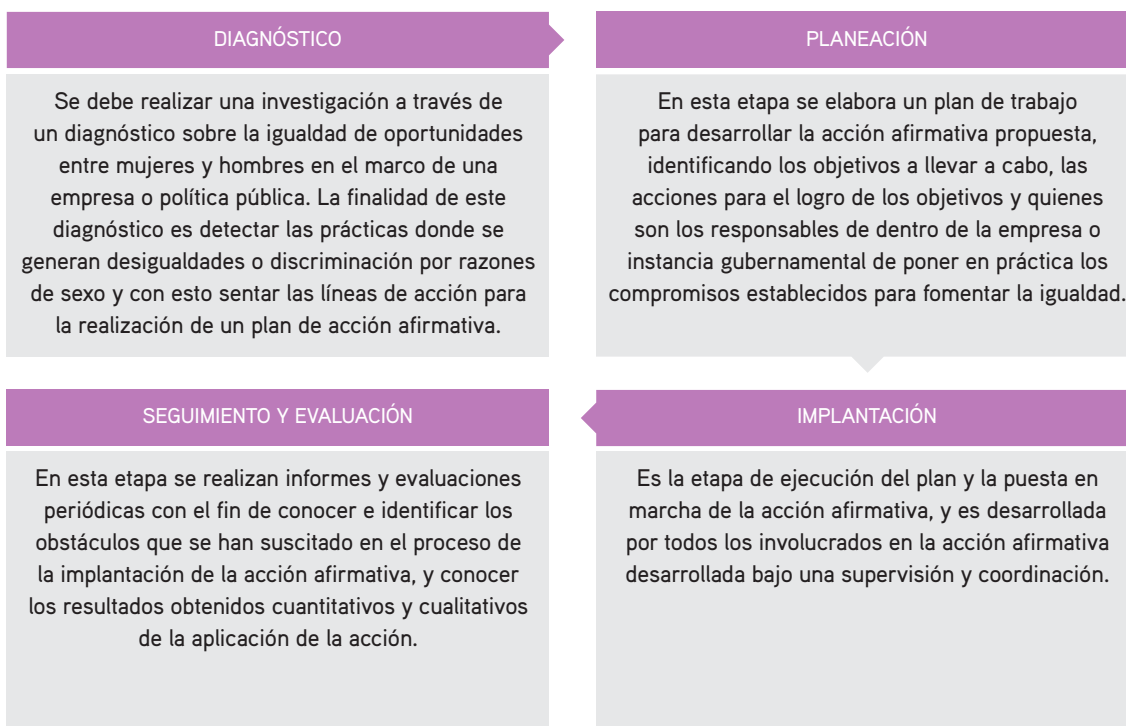 DIAGNÓSTICO
Se debe realizar una investigación a través de
un diagnóstico sobre la igualdad de oportunidades
entre mujeres y hombres en el marco de una
empresa o política pública. La finalidad de este
diagnóstico es detectar las prácticas donde se
generan desigualdades o discriminación por razones
de sexo y con esto sentar las líneas de acción para
la realización de un plan de acción afirmativa.
PLANEACIÓN
En esta etapa se elabora un plan de trabajo
para desarrollar la acción afirmativa propuesta,
identificando los objetivos a llevar a cabo, las
acciones para el logro de los objetivos y quienes
son los responsables de dentro de la empresa o
instancia gubernamental de poner en práctica los
compromisos establecidos para fomentar la igualdad.
IMPLANTACIÓN
Es la etapa de ejecución del plan y la puesta en
marcha de la acción afirmativa, y es desarrollada
por todos los involucrados en la acción afirmativa
desarrollada bajo una supervisión y coordinación.
SEGUIMIENTO Y EVALUACIÓN
En esta etapa se realizan informes y evaluaciones
periódicas con el fin de conocer e identificar los
obstáculos que se han suscitado en el proceso de
la implantación de la acción afirmativa, y conocer
los resultados obtenidos cuantitativos y cualitativos
de la aplicación de la acción.